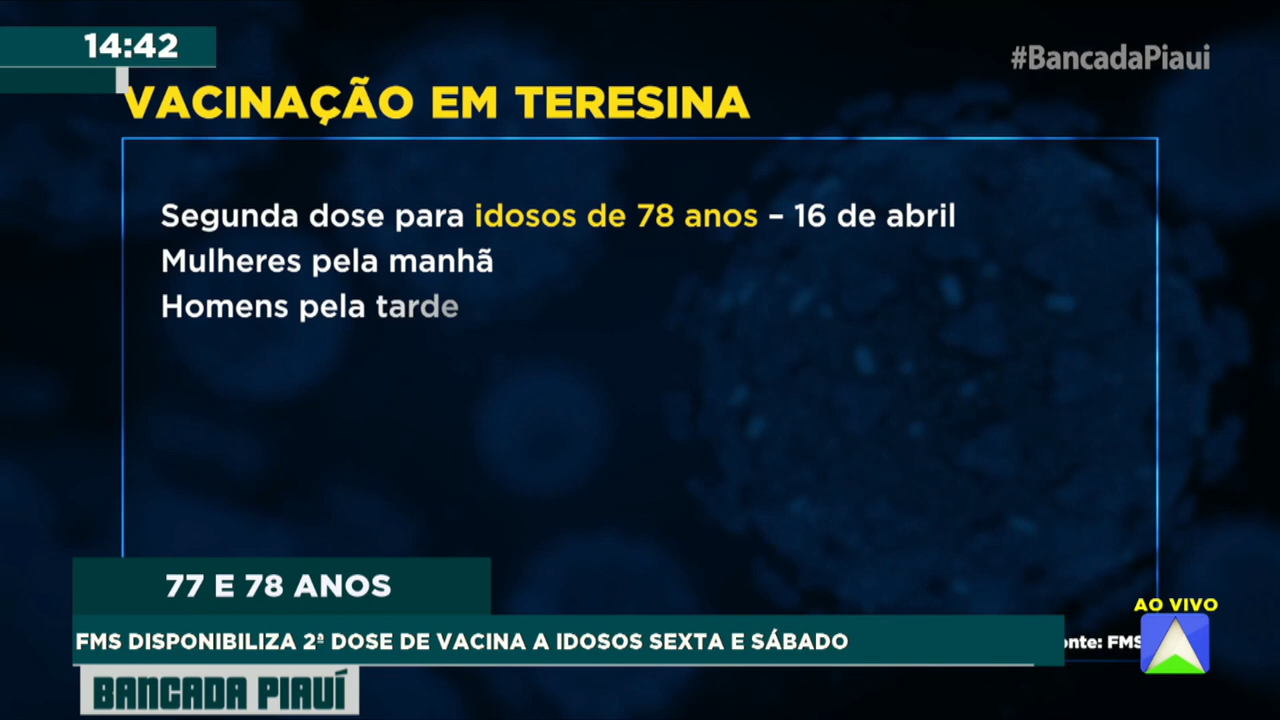 14:42
#BancadaPiaui
VACINAÇÃO EM TERESINA
Segunda dose para idosos de 78 anos – 16 de abril
Mulheres pela manhã
Homens pela tarde
77 E 78 ANOS
AO VIVO
FMS DISPONIBILIZA 2ª DOSE DE VACINA A IDOSOS SEXTA E SÁBADO
onte: FMS
BANCADA PIAUÍ